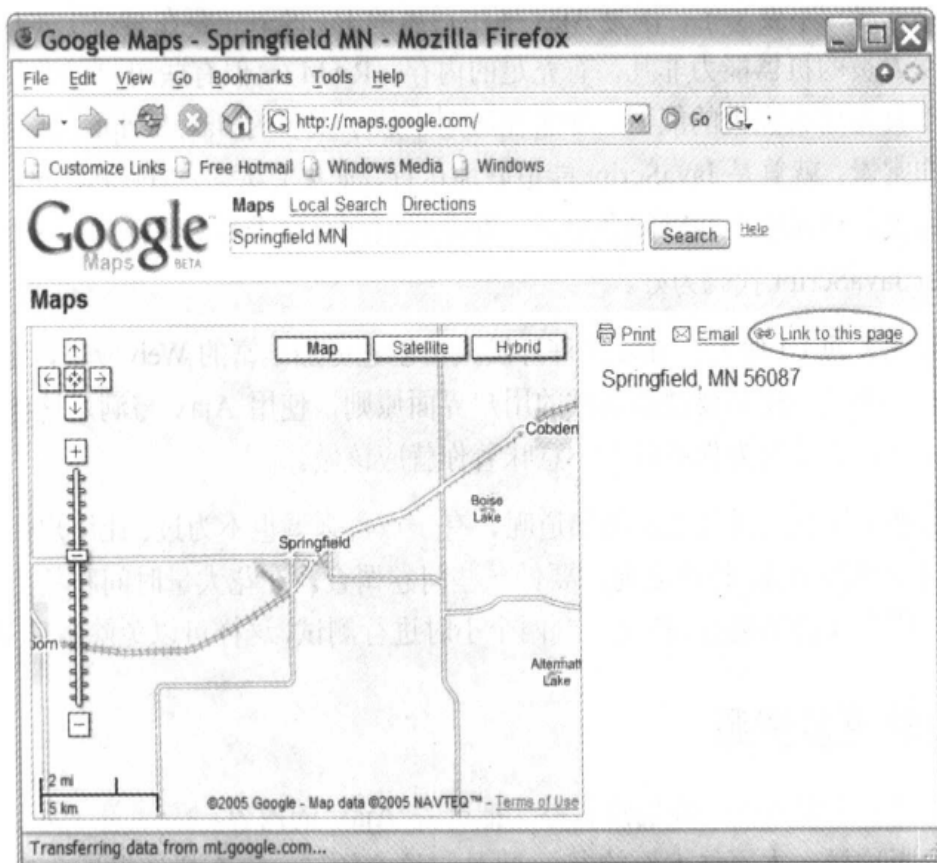 Google Maps - Springfield MN - Mozilla Firefox
File Edit View Go Bookmarks Tools Help
http://maps.google.com/ Go G
Customize Links Free Hotmail Windows Media Windows
Maps Local Search Directions
Google Maps BETA
Springfield MN Search Help
Maps
Map Satellite Hybrid
Print Email Link to this page
Springfield, MN 56087
Cobden
Boise Lake
Springfield
Lake
2 mi
5 km
©2005 Google - Map data ©2005 NAVTEQ™ - Terms of Use
Transferring data from mt.google.com...